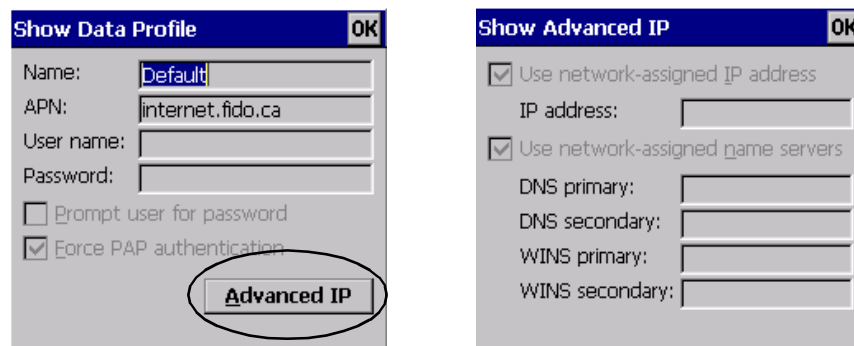 Show Data Profile OK
Name: Default
APN: internet.fido.ca
User name:
Password:
Prompt user for password
Force PAP authentication
Advanced IP
Show Advanced IP OK
Use network-assigned IP address
IP address:
Use network-assigned name servers
DNS primary:
DNS secondary:
WINS primary:
WINS secondary: